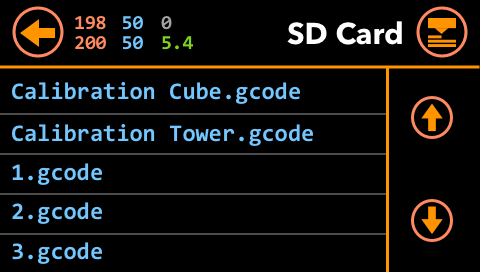 198 50 0
200 50 5.4
SD Card
Calibration Cube.gcode
Calibration Tower.gcode
1.gcode
2.gcode
3.gcode